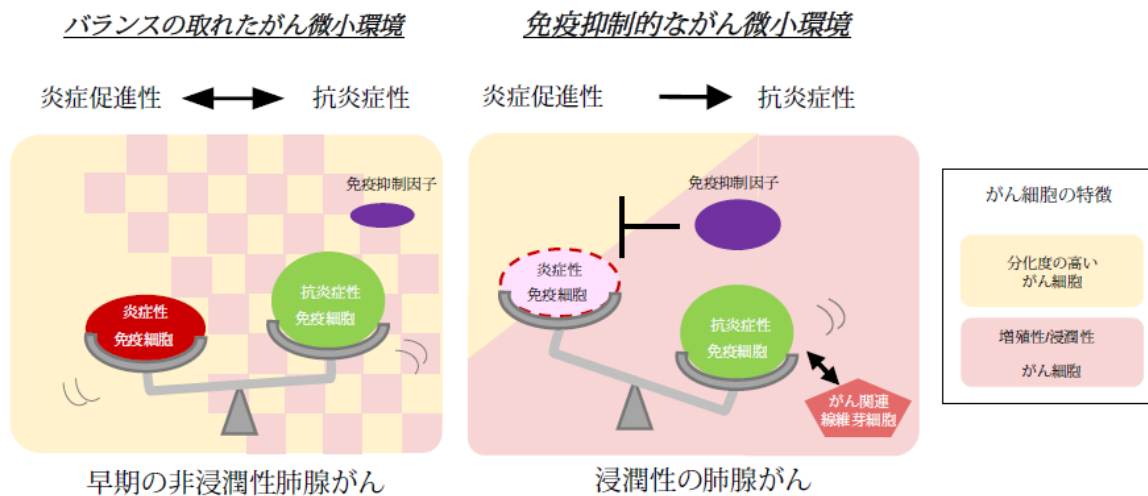 バランスの取れたがん微小環境
炎症促進性
抗炎症性
免疫抑制因子
炎症性
免疫細胞
抗炎症性
免疫細胞
早期の非浸潤性肺腺がん
免疫抑制的ながん微小環境
炎症促進性
抗炎症性
免疫抑制因子
炎症性
免疫細胞
抗炎症性
免疫細胞
がん関連
線維芽細胞
浸潤性の肺腺がん
がん細胞の特徴
分化度の高い
がん細胞
増殖性/浸潤性
がん細胞